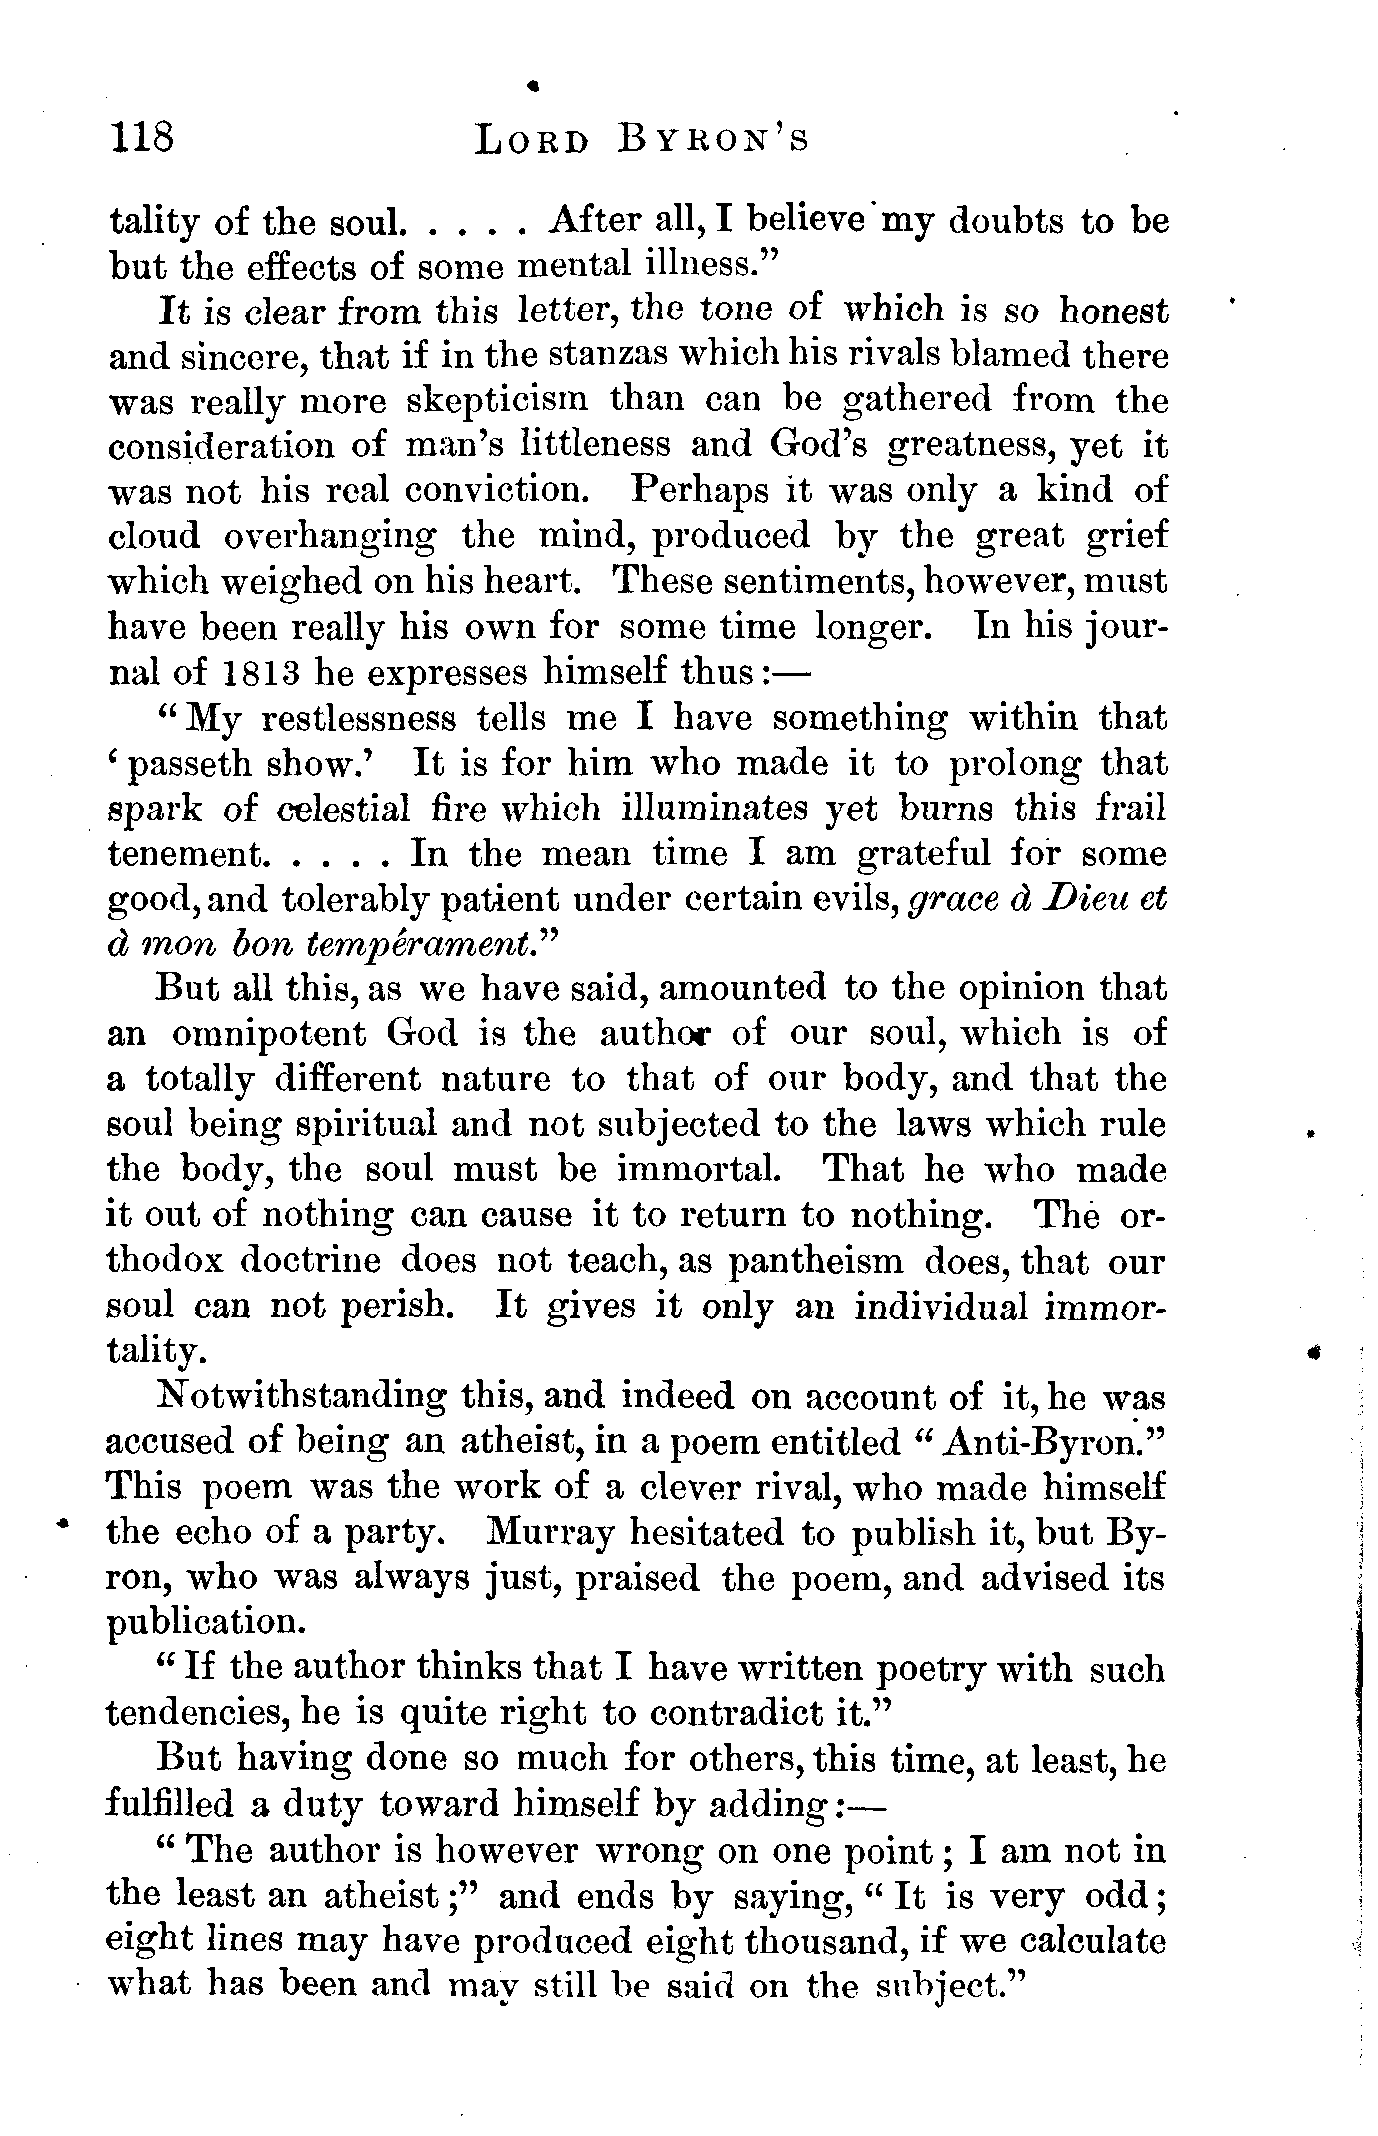 118 LORD BYRON'S
tality of the soul. . . . . After all, I believe my doubts to be
but the effects of some mental illness.”
It is clear from this letter, the tone of which is so honest
and sincere, that if in the stanzas which his rivals blamed there
was really more skepticism than can be gathered from the
consideration of man’s littleness and God’s greatness, yet it
was not his real conviction. Perhaps it was only a kind of
cloud overhanging the mind, produced by the great grief
which weighed on his heart. These sentiments, however, must
have been really his own for some time longer. In his jour-
nal of 1813 he expresses himself thus :—
“ My restlessness tells me I have something within that
‘ passeth show.’ It is for him who made it to prolong that
spark of celestial fire which illuminates yet burns this frail
tenement. . . . . In the mean time I am grateful for some
good, and tolerably patient under certain evils, grace à Dieu et
à mon bon tempérament.”
But all this, as we have said, amounted to the opinion that
an omnipotent God is the author of our soul, which is of
a totally different nature to that of our body, and that the
soul being spiritual and not subjected to the laws which rule
the body, the soul must be immortal. That he who made
it out of nothing can cause it to return to nothing. The or-
thodox doctrine does not teach, as pantheism does, that our
soul can not perish. It gives it only an individual immor-
tality.
Notwithstanding this, and indeed on account of it, he was
accused of being an atheist, in a poem entitled “ Anti-Byron.”
This poem was the work of a clever rival, who made himself
the echo of a party. Murray hesitated to publish it, but By-
ron, who was always just, praised the poem, and advised its
publication.
“ If the author thinks that I have written poetry with such
tendencies, he is quite right to contradict it.”
But having done so much for others, this time, at least, he
fulfilled a duty toward himself by adding :—
“ The author is however wrong on one point ; I am not in
the least an atheist ;” and ends by saying, “ It is very odd ;
eight lines may have produced eight thousand, if we calculate
what has been and may still be said on the subject.”